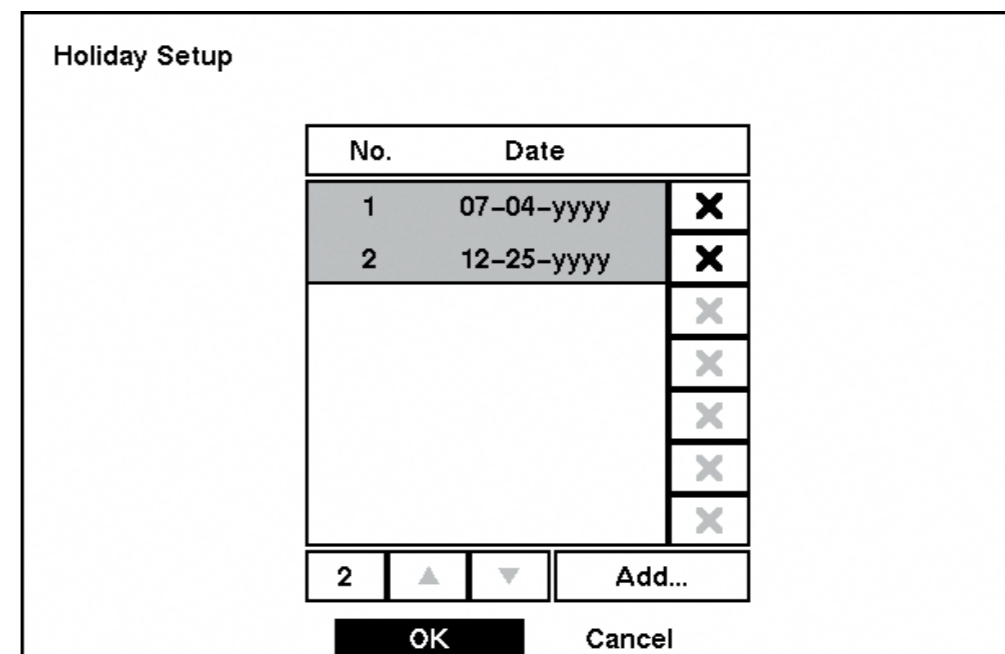 Holiday Setup
No. Date
1 07–04–yyyy
2 12–25–yyyy
2 Add...
OK Cancel